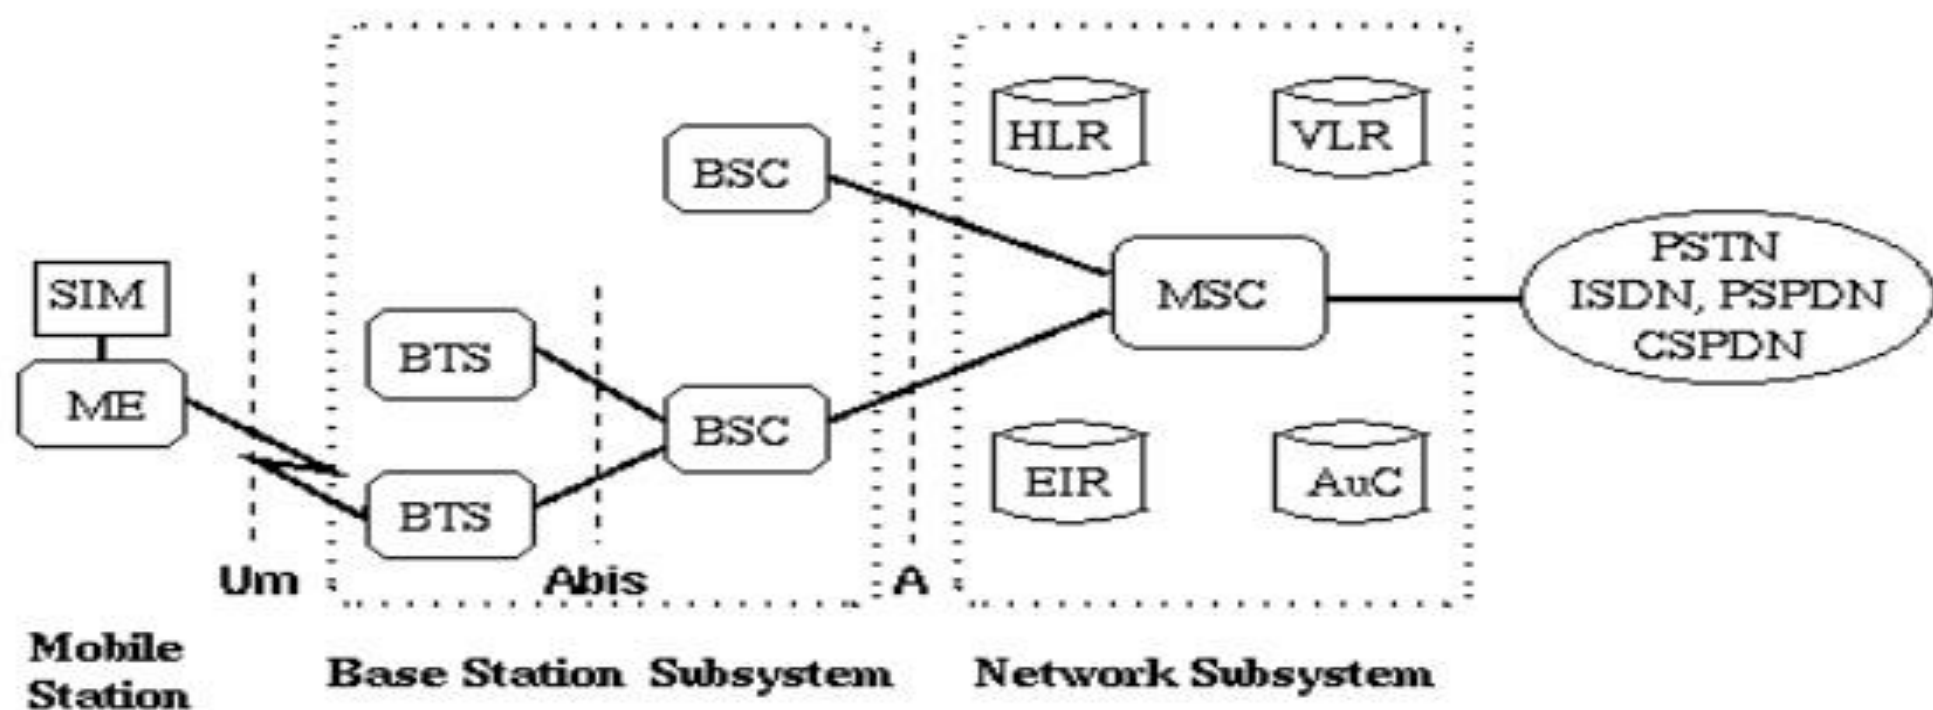 HLR
VLR
BSC
SIM
ME
BTS
BTS
BSC
MSC
PSTN
ISDN, PSPDN
CSPDN
EIR
AuC
Um
Abis
A
Mobile
Station
Base Station Subsystem
Network Subsystem